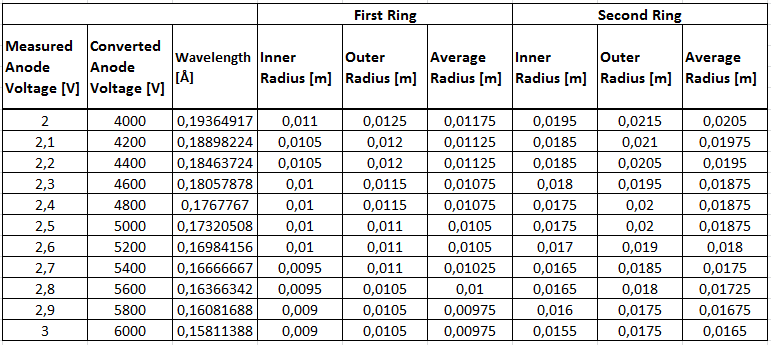 First Ring Second Ring
Measured Anode Voltage [V] Converted Anode Voltage [V] Wavelength [Å] Inner Radius [m] Outer Radius [m] Average Radius [m] Inner Radius [m] Outer Radius [m] Average Radius [m]
2 4000 0,19364917 0,011 0,0125 0,01175 0,0195 0,0215 0,0205
2,1 4200 0,18898224 0,0105 0,012 0,01125 0,0185 0,021 0,01975
2,2 4400 0,18463724 0,0105 0,012 0,01125 0,0185 0,0205 0,0195
2,3 4600 0,18057878 0,01 0,0115 0,01075 0,018 0,0195 0,01875
2,4 4800 0,1767767 0,01 0,0115 0,01075 0,0175 0,02 0,01875
2,5 5000 0,17320508 0,01 0,011 0,0105 0,0175 0,02 0,01875
2,6 5200 0,16984156 0,01 0,011 0,0105 0,017 0,019 0,018
2,7 5400 0,16666667 0,0095 0,011 0,01025 0,0165 0,0185 0,0175
2,8 5600 0,16366342 0,0095 0,0105 0,01 0,0165 0,018 0,01725
2,9 5800 0,16081688 0,009 0,0105 0,00975 0,016 0,0175 0,01675
3 6000 0,15811388 0,009 0,0105 0,00975 0,0155 0,0175 0,0165